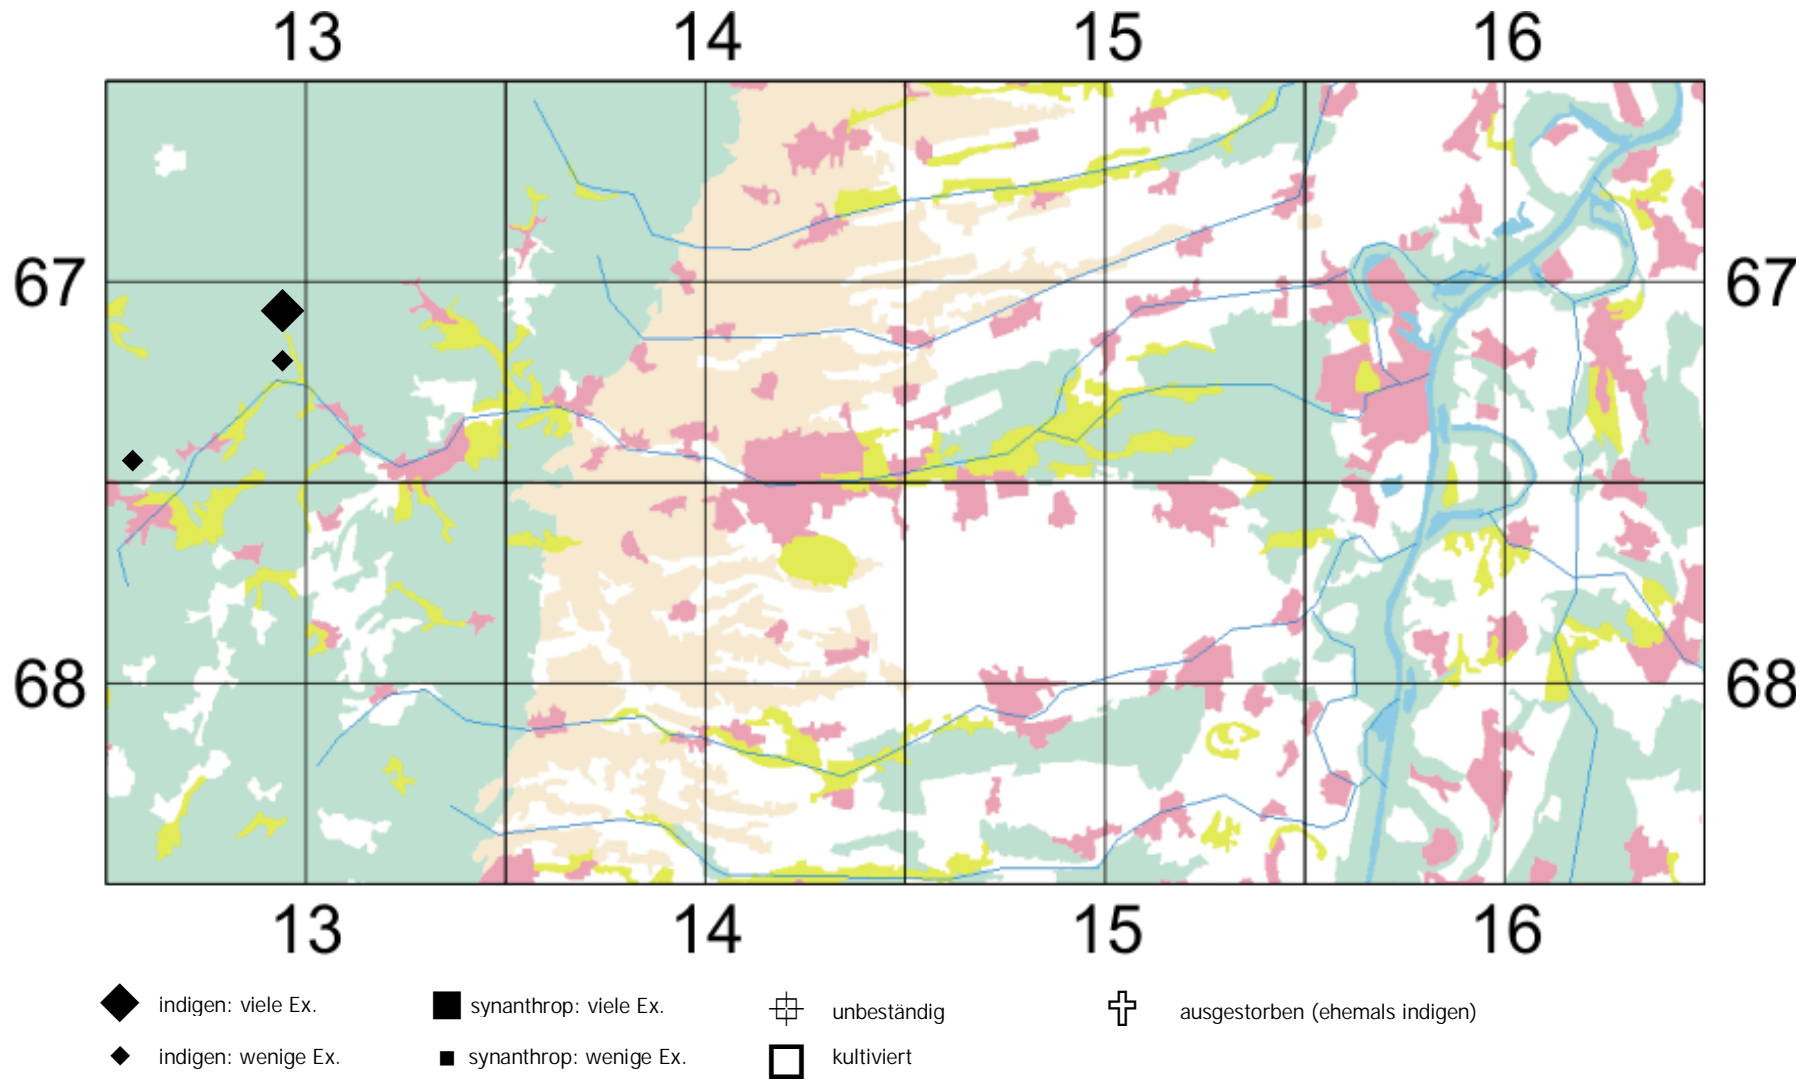 13 14 15 16
67 67
68 68
13 14 15 16
indigen: viele Ex. synanthrop: viele Ex. unbeständig ausgestorben (ehemals indigen)
indigen: wenige Ex. synanthrop: wenige Ex. kultiviert